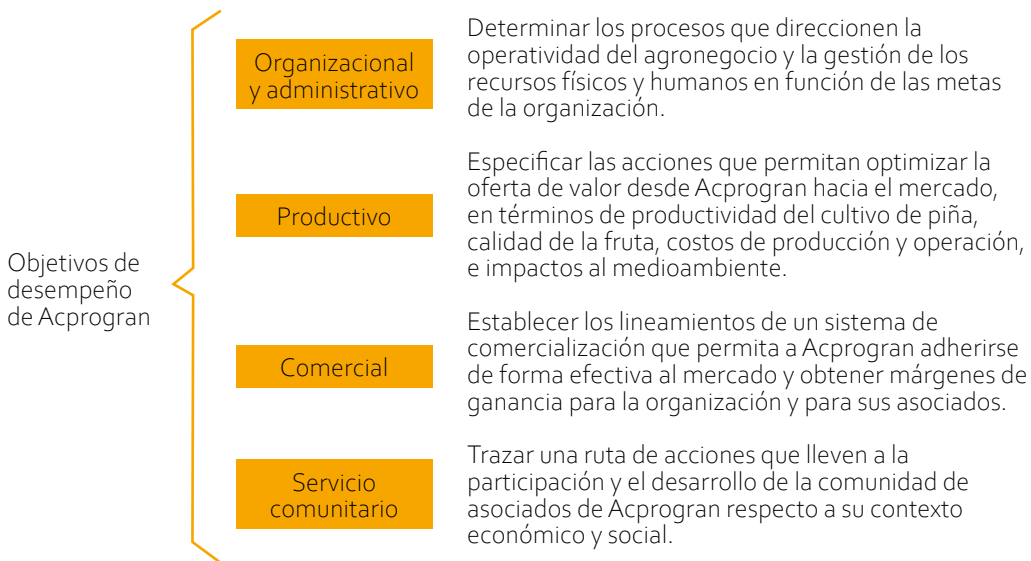 Objetivos de
desempeño
de Acprogran
Organizacional
y administrativo
Determinar los procesos que direccionen la
operatividad del agronegocio y la gestión de los
recursos físicos y humanos en función de las metas
de la organización.
Productivo
Especificar las acciones que permitan optimizar la
oferta de valor desde Acprogran hacia el mercado,
en términos de productividad del cultivo de piña,
calidad de la fruta, costos de producción y operación,
e impactos al medioambiente.
Comercial
Establecer los lineamientos de un sistema de
comercialización que permita a Acprogran adherirse
de forma efectiva al mercado y obtener márgenes de
ganancia para la organización y para sus asociados.
Servicio
comunitario
Trazar una ruta de acciones que lleven a la
participación y el desarrollo de la comunidad de
asociados de Acprogran respecto a su contexto
económico y social.